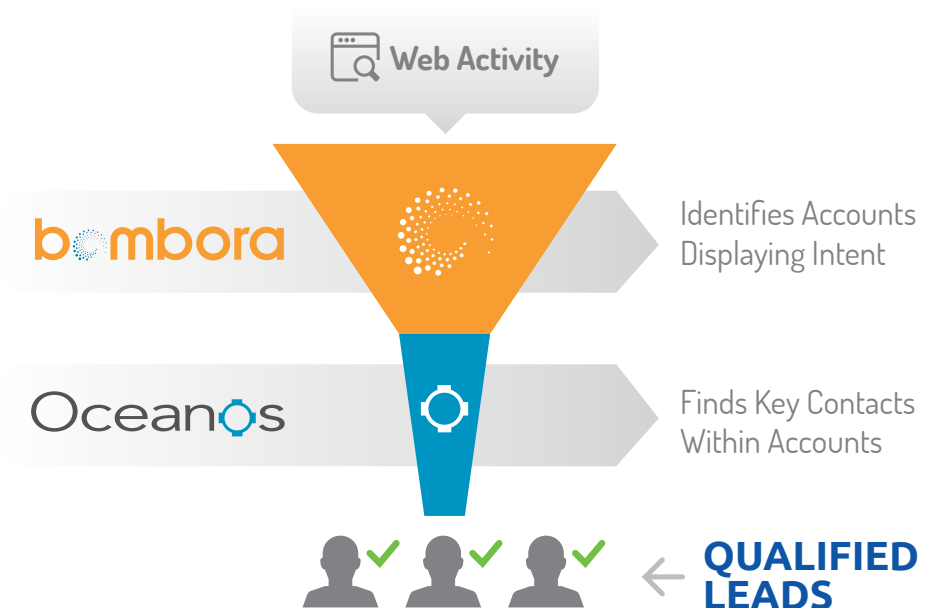 Web Activity
bombora
Identifies Accounts
Displaying Intent
Oceanos
Finds Key Contacts
Within Accounts
QUALIFIED
LEADS